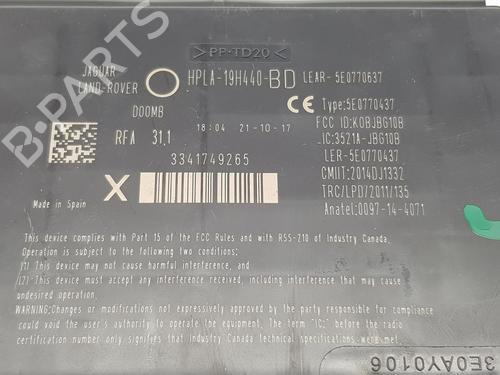 >PP-TD20<
JAGUAR
LAND-ROVER
HPLA-19H440-BD
LEAR-5E0770637
DOOMB
CE
Type:5E0770437
FCC ID:KOBJBG10B
IC:3521A-JBG10B
RFA 31.1
18:04 21-10-17
LER-5E0770437
3341749265
CMIIT:2014DJ1332
TRC/LPD/2011/135
X
Anatel:0097-14-4071
Made in Spain
This device complies with Part 15 of the FCC Rules and with RSS-210 of Industry Canada.
Operation is subject to the following two conditions:
(1) This device may not cause harmful interference, and
(2) This device must accept any interference received, including interference that may cause
undesired operation.
WARNING:Changes or modifications not expressively approved by the party responsible for compliance
could void the user's authority to operate the equipment. The term "IC:" before the radio
certification number only signifies that Industry Canada technical specifications were met.
3E0AY0106